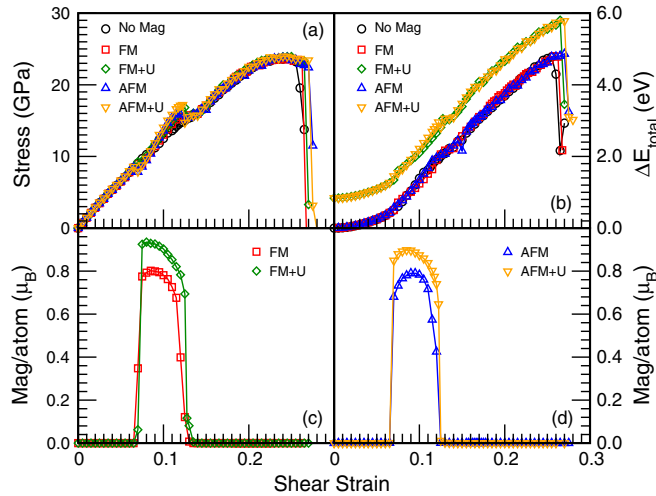 30
20
10
0
Stress (GPa)
No Mag
FM
FM+U
AFM
AFM+U
(a)
No Mag
FM
FM+U
AFM
AFM+U
(b)
6.0
4.0
2.0
0.0
ΔE_total (eV)
0.8
0.6
0.4
0.2
0.0
Mag/atom (μ_B)
FM
FM+U
(c)
AFM
AFM+U
(d)
0.8
0.6
0.4
0.2
0.0
Mag/atom (μ_B)
0.1
0.2
0.1
0.2
0.3
Shear Strain